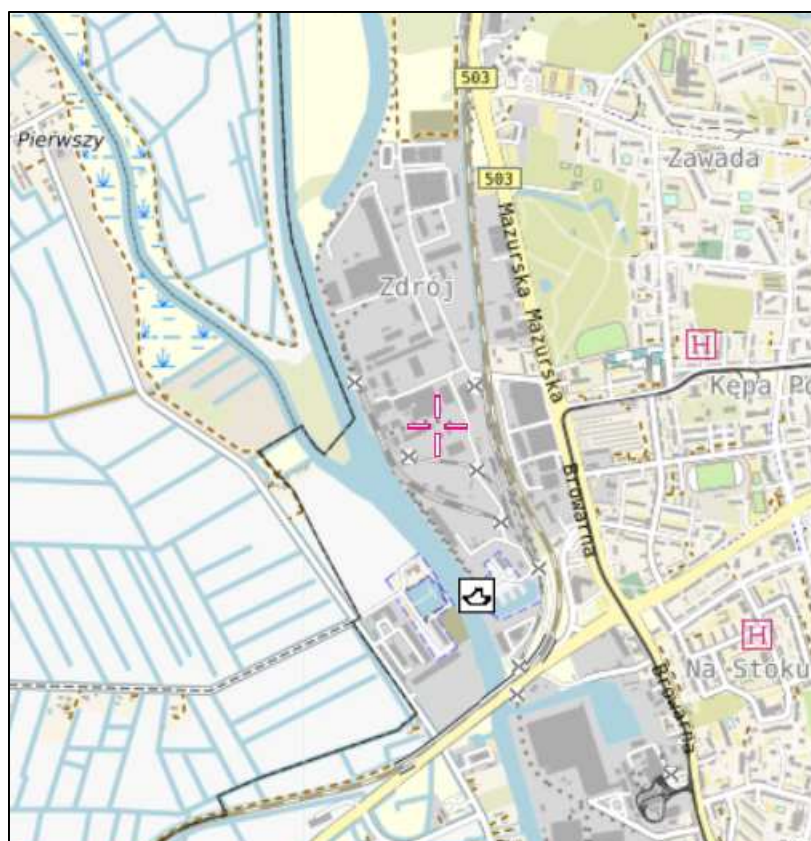 503
Pierwszy
Zawada
503
Mazurska Mazurska
Zdrój
H
Kępa Po
Browarna
H
Na Stoku
Browarna